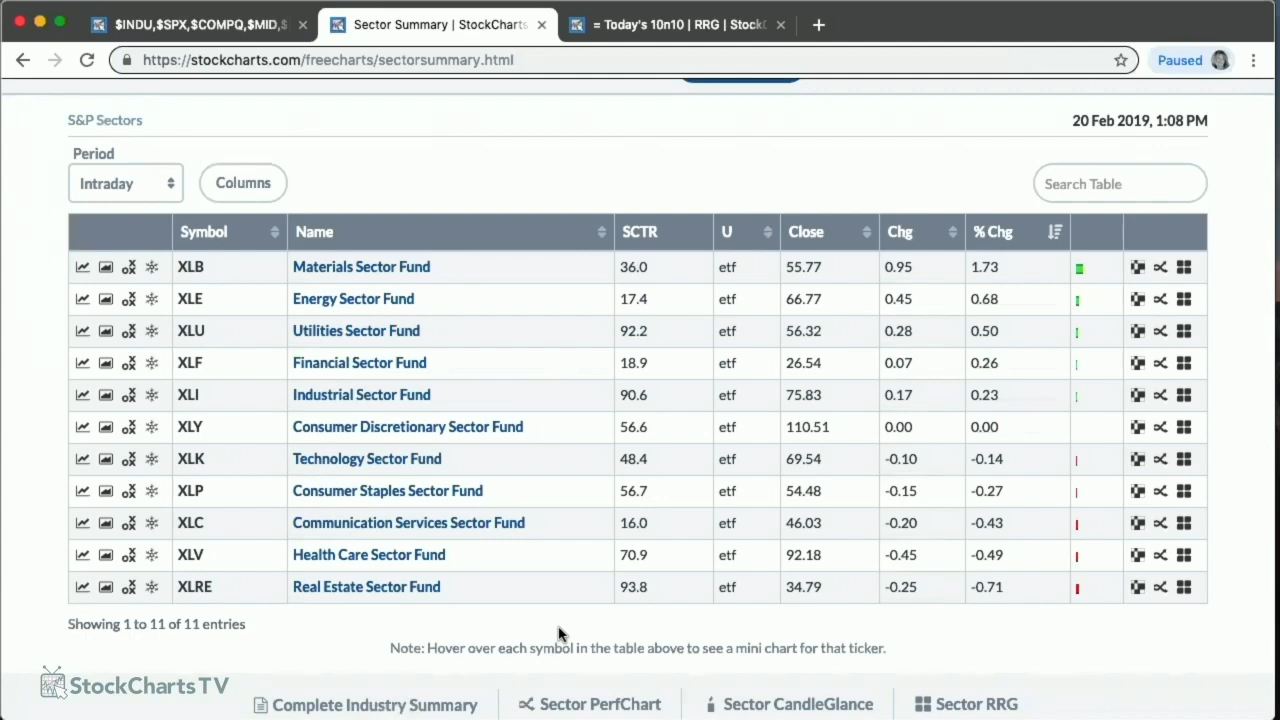 $INDU,$SPX,$COMPQ,$MID,$
Sector Summary | StockCharts
= Today's 10n10 | RRG | StockC
https://stockcharts.com/freecharts/sectorsummary.html
Paused
S&P Sectors
20 Feb 2019, 1:08 PM
Period
Intraday
Columns
Search Table
Symbol Name SCTR U Close Chg % Chg
XLB Materials Sector Fund 36.0 etf 55.77 0.95 1.73
XLE Energy Sector Fund 17.4 etf 66.77 0.45 0.68
XLU Utilities Sector Fund 92.2 etf 56.32 0.28 0.50
XLF Financial Sector Fund 18.9 etf 26.54 0.07 0.26
XLI Industrial Sector Fund 90.6 etf 75.83 0.17 0.23
XLY Consumer Discretionary Sector Fund 56.6 etf 110.51 0.00 0.00
XLK Technology Sector Fund 48.4 etf 69.54 -0.10 -0.14
XLP Consumer Staples Sector Fund 56.7 etf 54.48 -0.15 -0.27
XLC Communication Services Sector Fund 16.0 etf 46.03 -0.20 -0.43
XLV Health Care Sector Fund 70.9 etf 92.18 -0.45 -0.49
XLRE Real Estate Sector Fund 93.8 etf 34.79 -0.25 -0.71
Showing 1 to 11 of 11 entries
Note: Hover over each symbol in the table above to see a mini chart for that ticker.
StockCharts TV
Complete Industry Summary
Sector PerfChart
Sector CandleGlance
Sector RRG